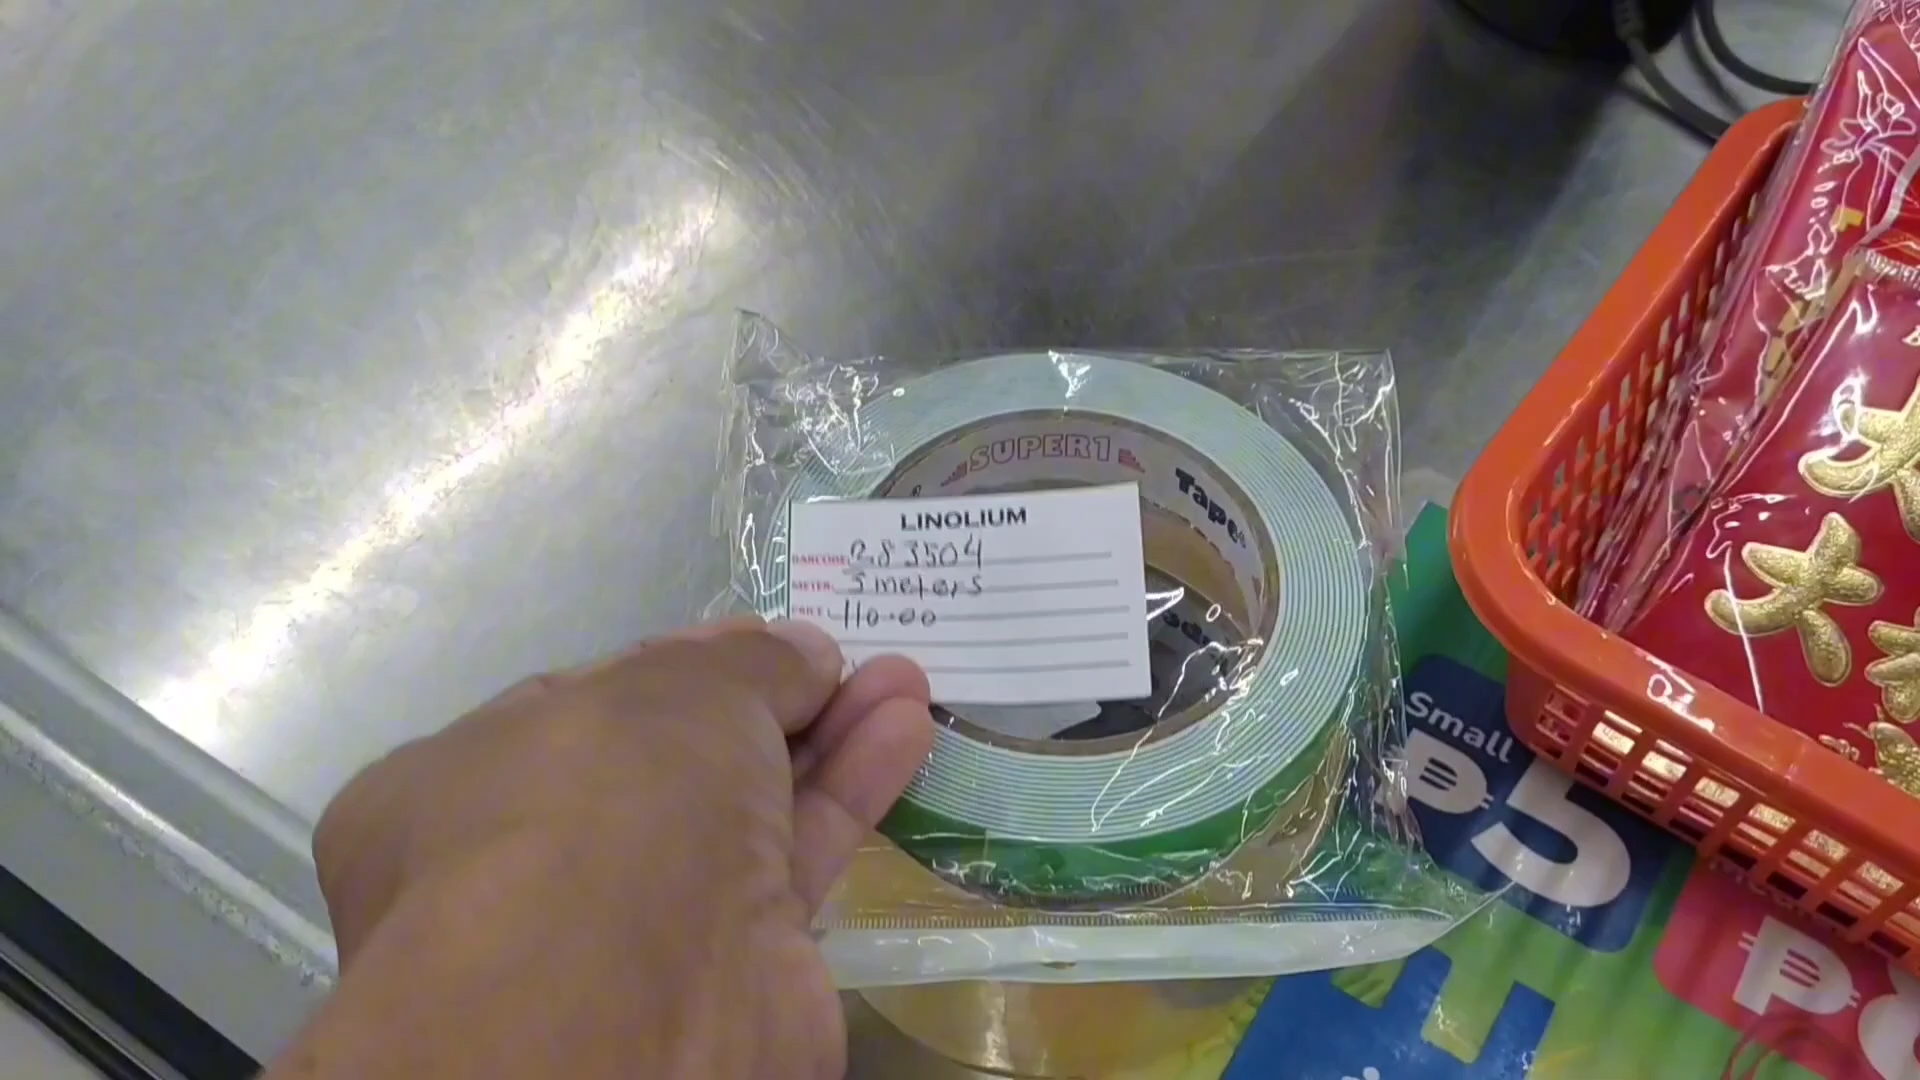 SUPER1
Tape
LINOLIUM
BARCODE: 283504
METER: 5 meters
PRICE: 110.00
Small
₱5
₱